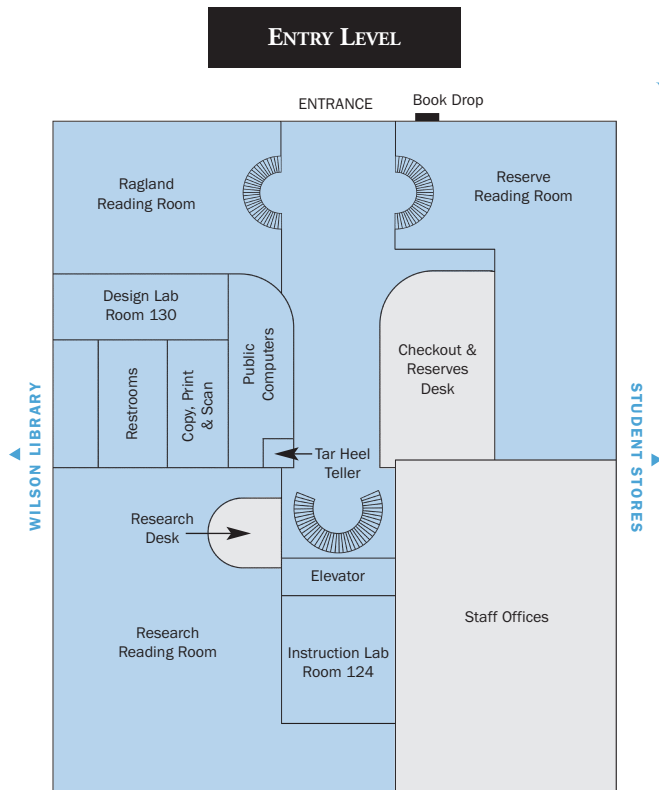 ENTRY LEVEL
ENTRANCE
Book Drop
Ragland
Reading Room
Reserve
Reading Room
Design Lab
Room 130
Public
Computers
Checkout &
Reserves
Desk
Restrooms
Copy, Print
& Scan
WILSON LIBRARY
STUDENT STORES
Tar Heel
Teller
Research
Desk
Elevator
Staff Offices
Research
Reading Room
Instruction Lab
Room 124